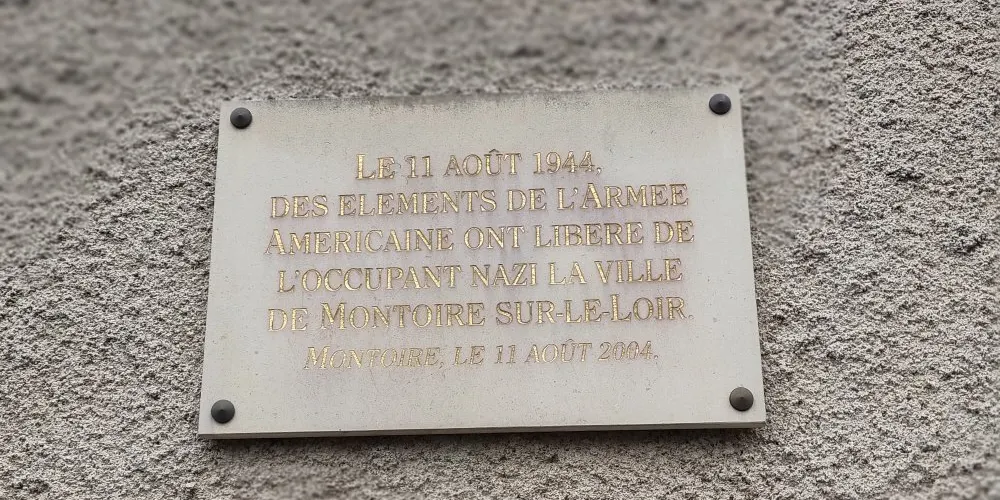 LE 11 AOÛT 1944,
DES ELEMENTS DE L'ARMEE
AMERICAINE ONT LIBERE DE
L'OCCUPANT NAZI LA VILLE
DE MONTOIRE SUR-LE-LOIR.
MONTOIRE, LE 11 AOÛT 2004.